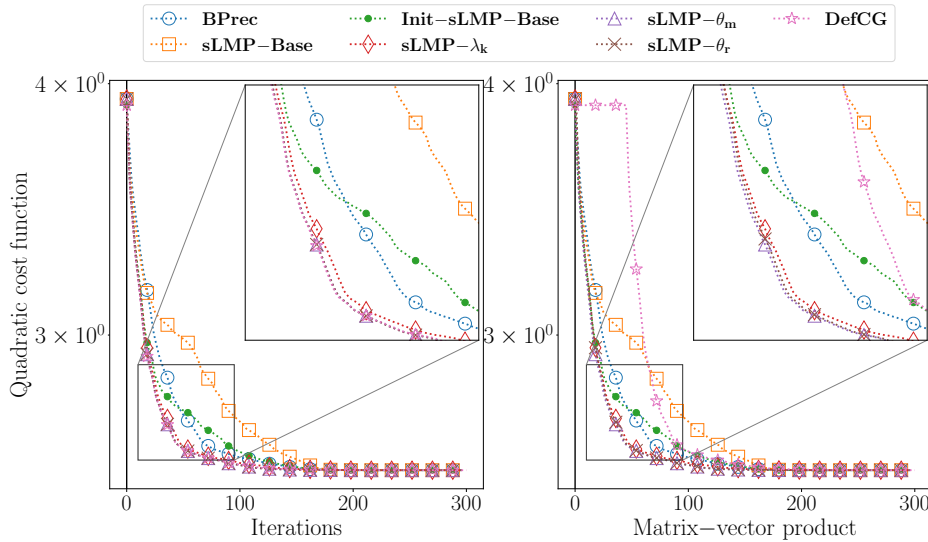 BPrec
sLMP−Base
Init−sLMP−Base
sLMP−λk
sLMP−θm
sLMP−θr
DefCG
Quadratic cost function
4 × 10⁰
3 × 10⁰
0 100 200 300
Iterations
4 × 10⁰
3 × 10⁰
0 100 200 300
Matrix−vector product